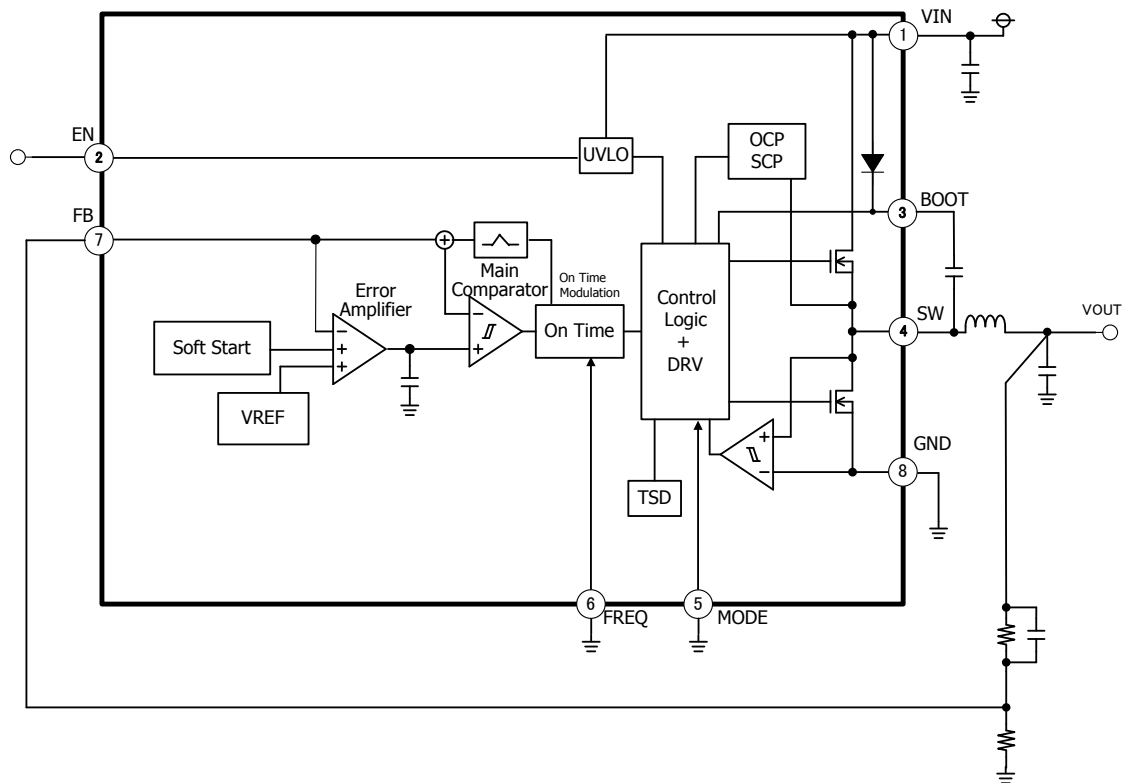 VIN
1
OCP
SCP
EN
2
UVLO
BOOT
3
FB
7
Main
Comparator
On Time
Modulation
Error
Amplifier
Control
Logic
+
DRV
SW
4
VOUT
−
+
On Time
Soft Start
−
+
+
VREF
+
−
GND
8
TSD
6
FREQ
5
MODE